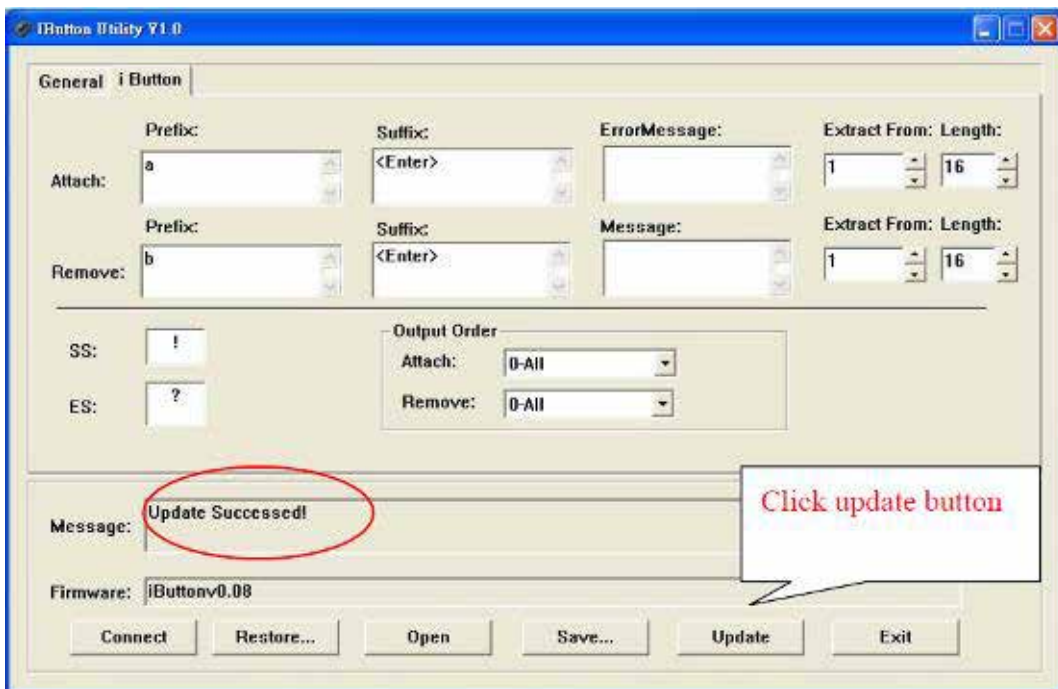 IButton Utility V1.0
General i Button
Prefix: Suffix: ErrorMessage: Extract From: Length:
Attach: a <Enter> 1 16
Prefix: Suffix: Message: Extract From: Length:
Remove: b <Enter> 1 16
SS: !
ES: ?
Output Order
Attach: 0-All
Remove: 0-All
Click update button
Message: Update Successed!
Firmware: iButtonv0.08
Connect Restore... Open Save... Update Exit